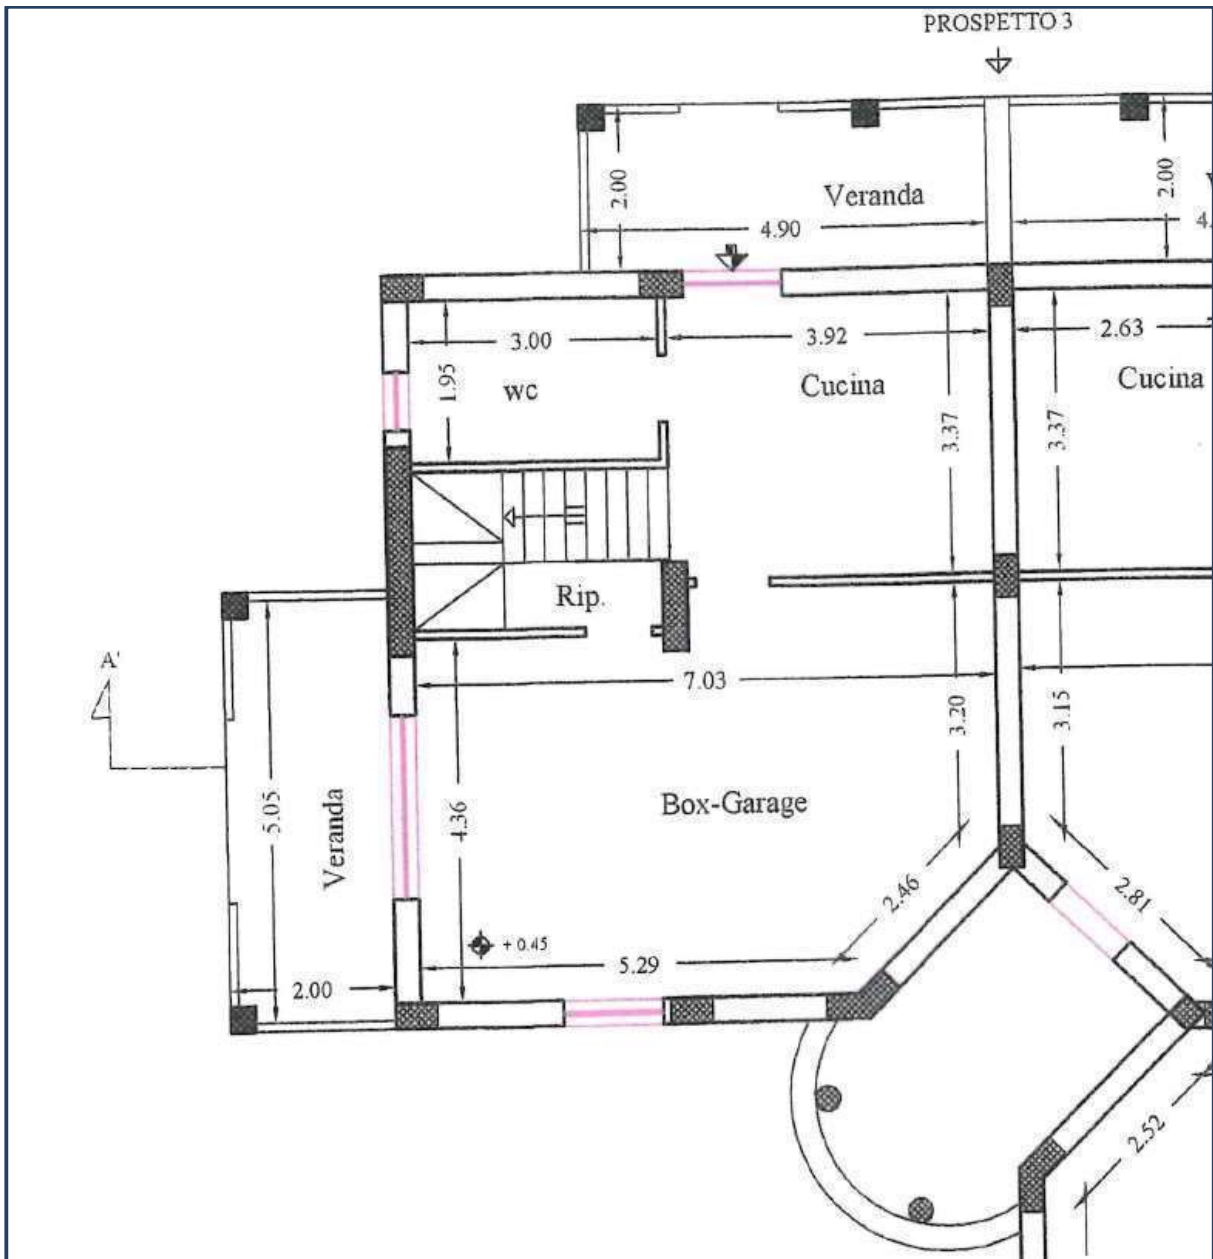 PROSPETTO 3
2.00
Veranda
2.00
4.90
3.00
3.92
2.63
1.95
wc
Cucina
Cucina
3.37
3.37
Rip.
A'
7.03
3.20
3.15
5.05
Veranda
4.36
Box-Garage
2.46
2.81
+ 0.45
5.29
2.00
2.52